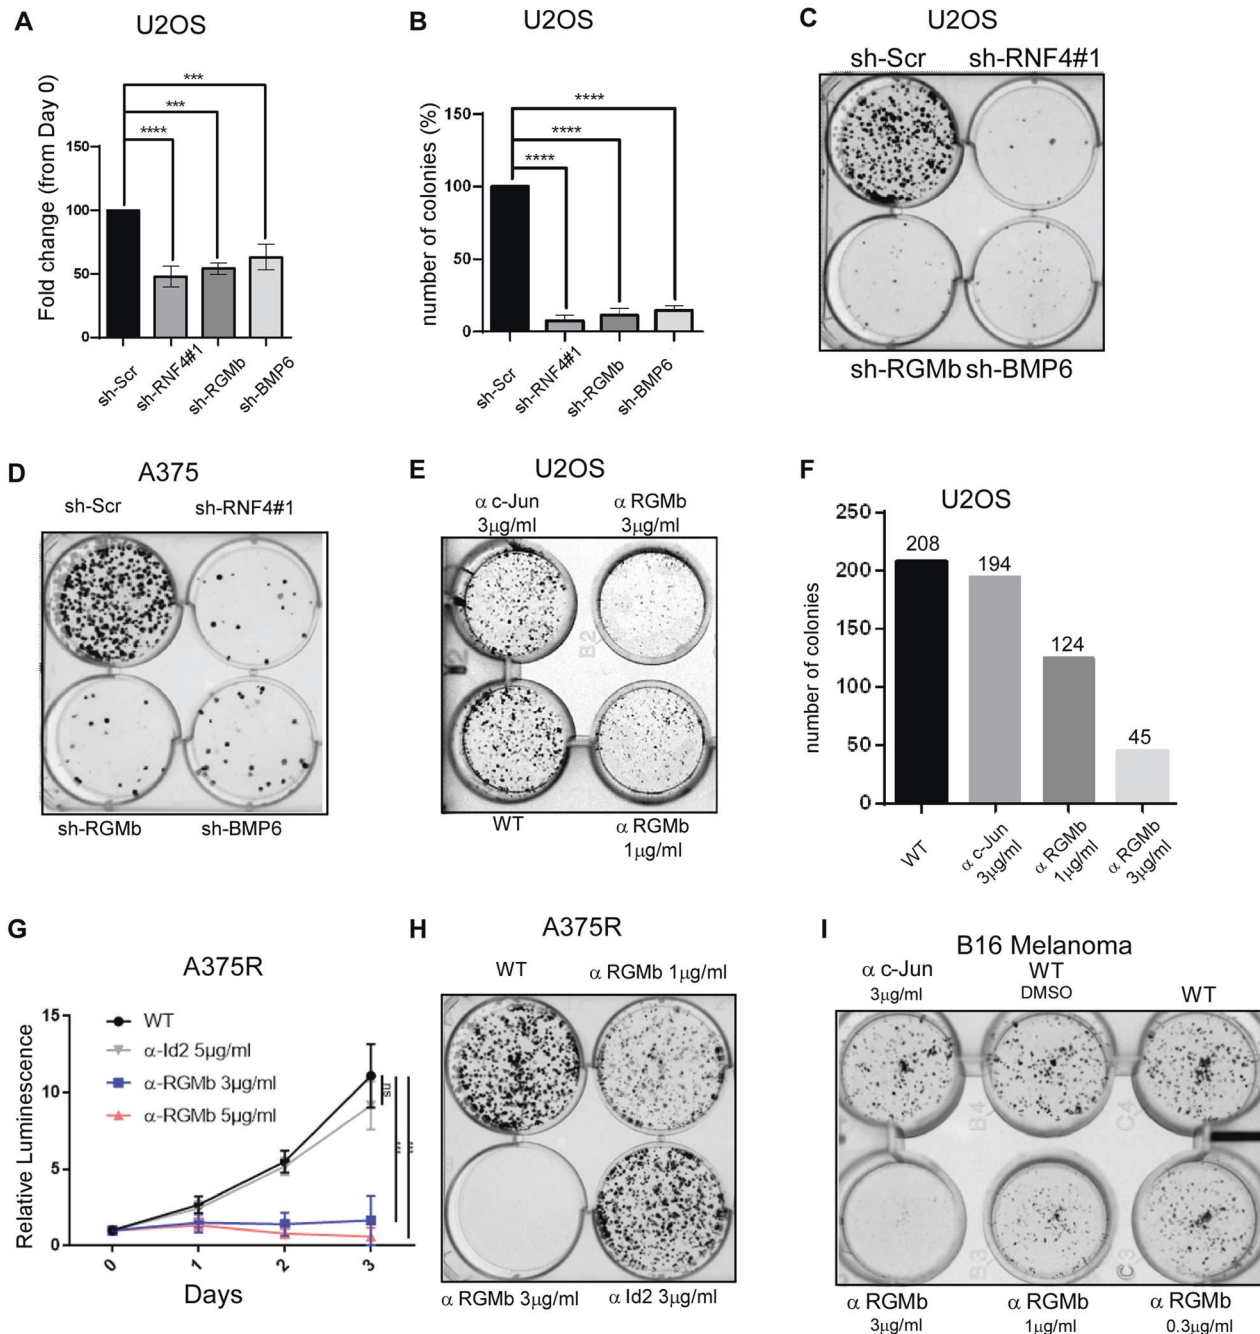 A
U2OS
Fold change (from Day 0)
150
100
50
0
***
***
****
sh-Scr
sh-RNF4#1
sh-RGMb
sh-BMP6
B
U2OS
number of colonies (%)
150
100
50
0
****
****
****
sh-Scr
sh-RNF4#1
sh-RGMb
sh-BMP6
C
U2OS
sh-Scr sh-RNF4#1
sh-RGMb sh-BMP6
D
A375
sh-Scr sh-RNF4#1
sh-RGMb sh-BMP6
E
U2OS
α c-Jun α RGMb
3μg/ml 3μg/ml
B2
WT α RGMb
1μg/ml
F
U2OS
number of colonies
250
200
150
100
50
0
208
194
124
45
WT
α c-Jun
3μg/ml
α RGMb
1μg/ml
α RGMb
3μg/ml
G
A375R
Relative Luminescence
15
10
5
0
WT
α-Id2 5μg/ml
α-RGMb 3μg/ml
α-RGMb 5μg/ml
ns
***
***
0
1
2
3
Days
H
A375R
WT α RGMb 1μg/ml
α RGMb 3μg/ml α Id2 3μg/ml
I
B16 Melanoma
α c-Jun WT
3μg/ml DMSO WT
B4
C4
B3
C3
α RGMb α RGMb α RGMb
3μg/ml 1μg/ml 0.3μg/ml